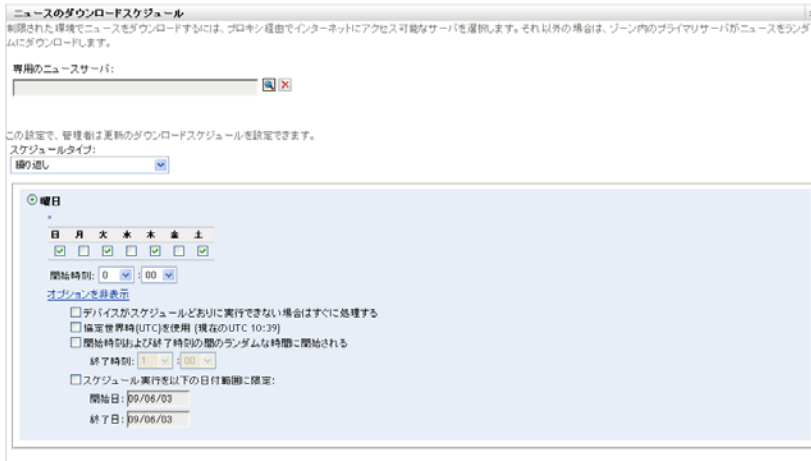 ニュースのダウンロードスケジュール
制限された環境でニュースをダウンロードするには、プロキシ経由でインターネットにアクセス可能なサーバを選択します。それ以外の場合は、ゾーン内のプライマリサーバがニュースをランダ
ムにダウンロードします。
専用のニュースサーバ:
この設定で、管理者は更新のダウンロードスケジュールを設定できます。
スケジュールタイプ:
繰り返し
曜日
*
日 月 火 水 木 金 土
開始時刻: 0 : 00
オプションを非表示
デバイスがスケジュールどおりに実行できない場合はすぐに処理する
協定世界時(UTC)を使用 (現在のUTC 10:39)
開始時刻および終了時刻の間のランダムな時間に開始される
終了時刻: 1 : 00
スケジュール実行を以下の日付範囲に限定:
開始日: 09/06/03
終了日: 09/06/03